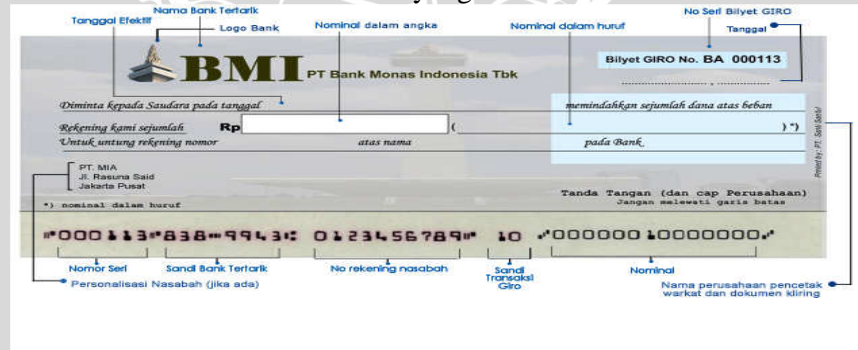 Nama Bank Tertarik
No Seri Bilyet GIRO
Tanggal Efektif
Logo Bank
Nominal dalam angka
Nominal dalam huruf
Tanggal
BMI PT Bank Monas Indonesia Tbk
Bilyet GIRO No. BA 000113
Diminta kepada Saudara pada tanggal
memindahkan sejumlah dana atas beban
Rekening kami sejumlah Rp ( ) *)
Untuk untung rekening nomor atas nama pada Bank
PT. MIA
Jl. Rasuna Said
Jakarta Pusat
Tanda Tangan (dan cap Perusahaan)
Jangan melewati garis batas
*) nominal dalam huruf
Printed by: PT.
⑈000113⑈838⑉9943⑆ 0123456789⑈ 10 ⑇00000010000000⑇
Nomor Seri
Sandi Bank Tertarik
No rekening nasabah
Sandi
Transaksi
Giro
Nominal
Personalisasi Nasabah (jika ada)
Nama perusahaan pencetak
warkat dan dokumen kliring